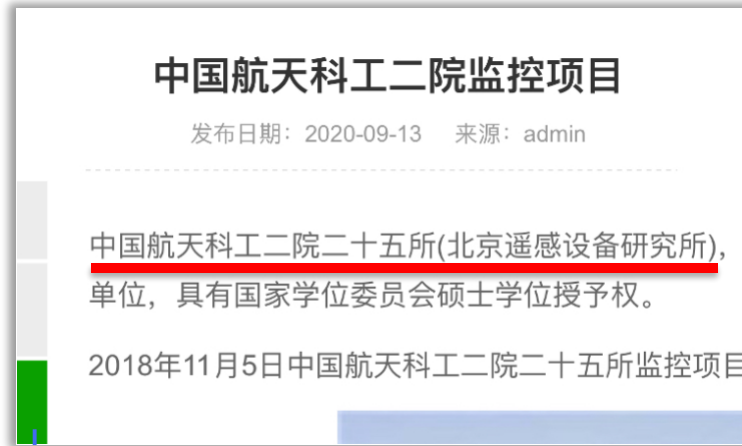 中国航天科工二院监控项目
发布日期：2020-09-13 来源：admin
中国航天科工二院二十五所(北京遥感设备研究所),
单位，具有国家学位委员会硕士学位授予权。
2018年11月5日中国航天科工二院二十五所监控项目